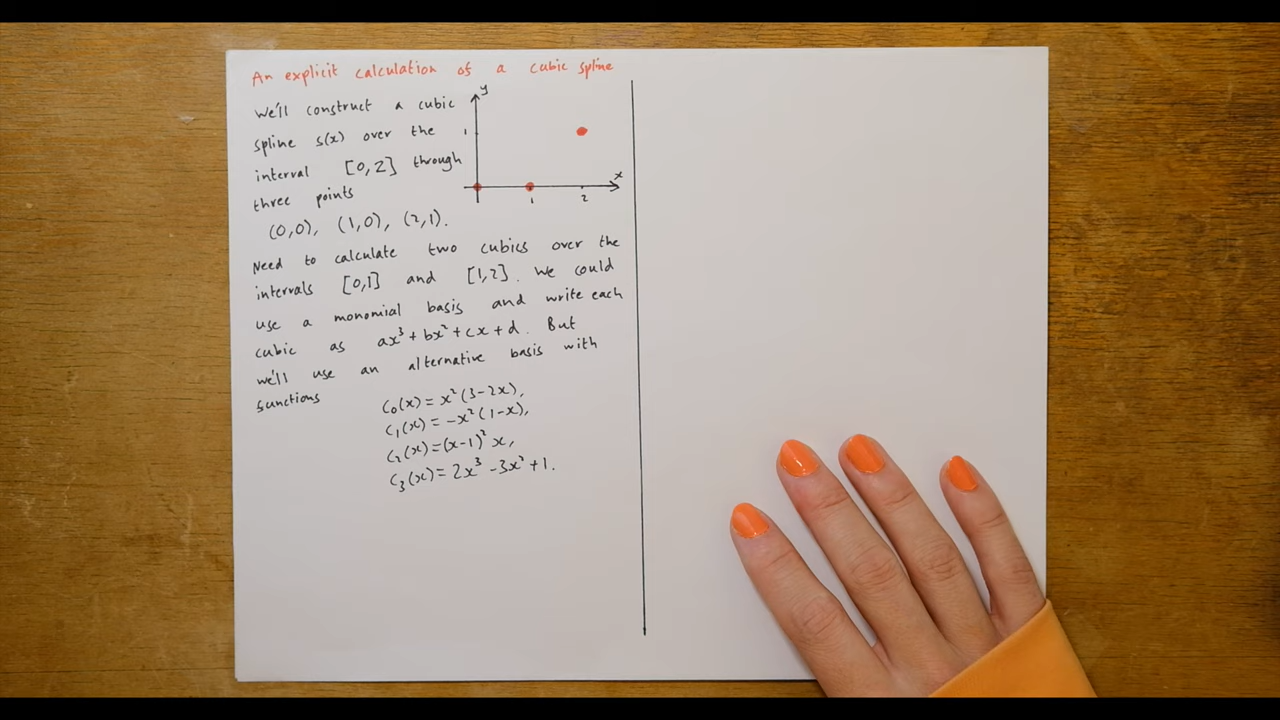 An explicit calculation of a cubic spline
We'll construct a cubic
spline s(x) over the
interval [0,2] through
three points
(0,0), (1,0), (2,1).
Need to calculate two cubics over the
intervals [0,1] and [1,2]. We could
use a monomial basis and write each
cubic as ax³ + bx² + cx + d. But
we'll use an alternative basis with
functions
c₀(x) = x²(3-2x),
c₁(x) = -x²(1-x),
c₂(x) = (x-1)² x,
c₃(x) = 2x³ - 3x² + 1.
y
1
x
1
2